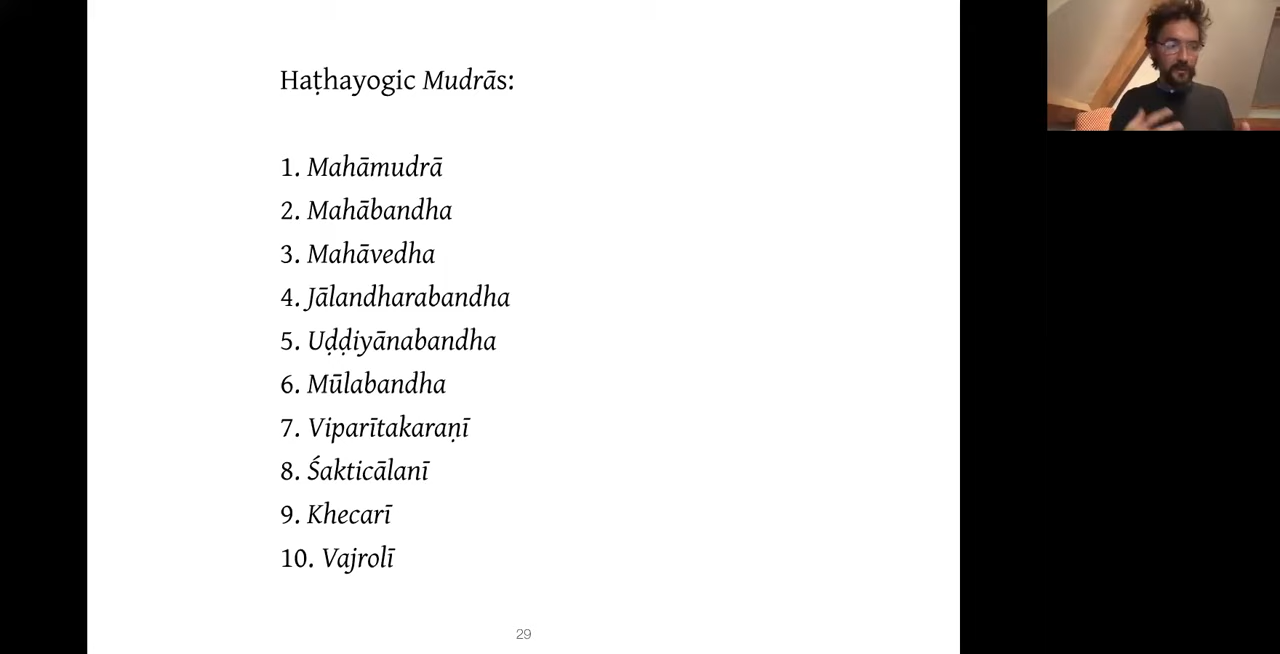 Haṭhayogic Mudrās:
1. Mahāmudrā
2. Mahābandha
3. Mahāvedha
4. Jālandharabandha
5. Uḍḍiyānabandha
6. Mūlabandha
7. Viparītakaraṇī
8. Śakticālanī
9. Khecarī
10. Vajrolī
29